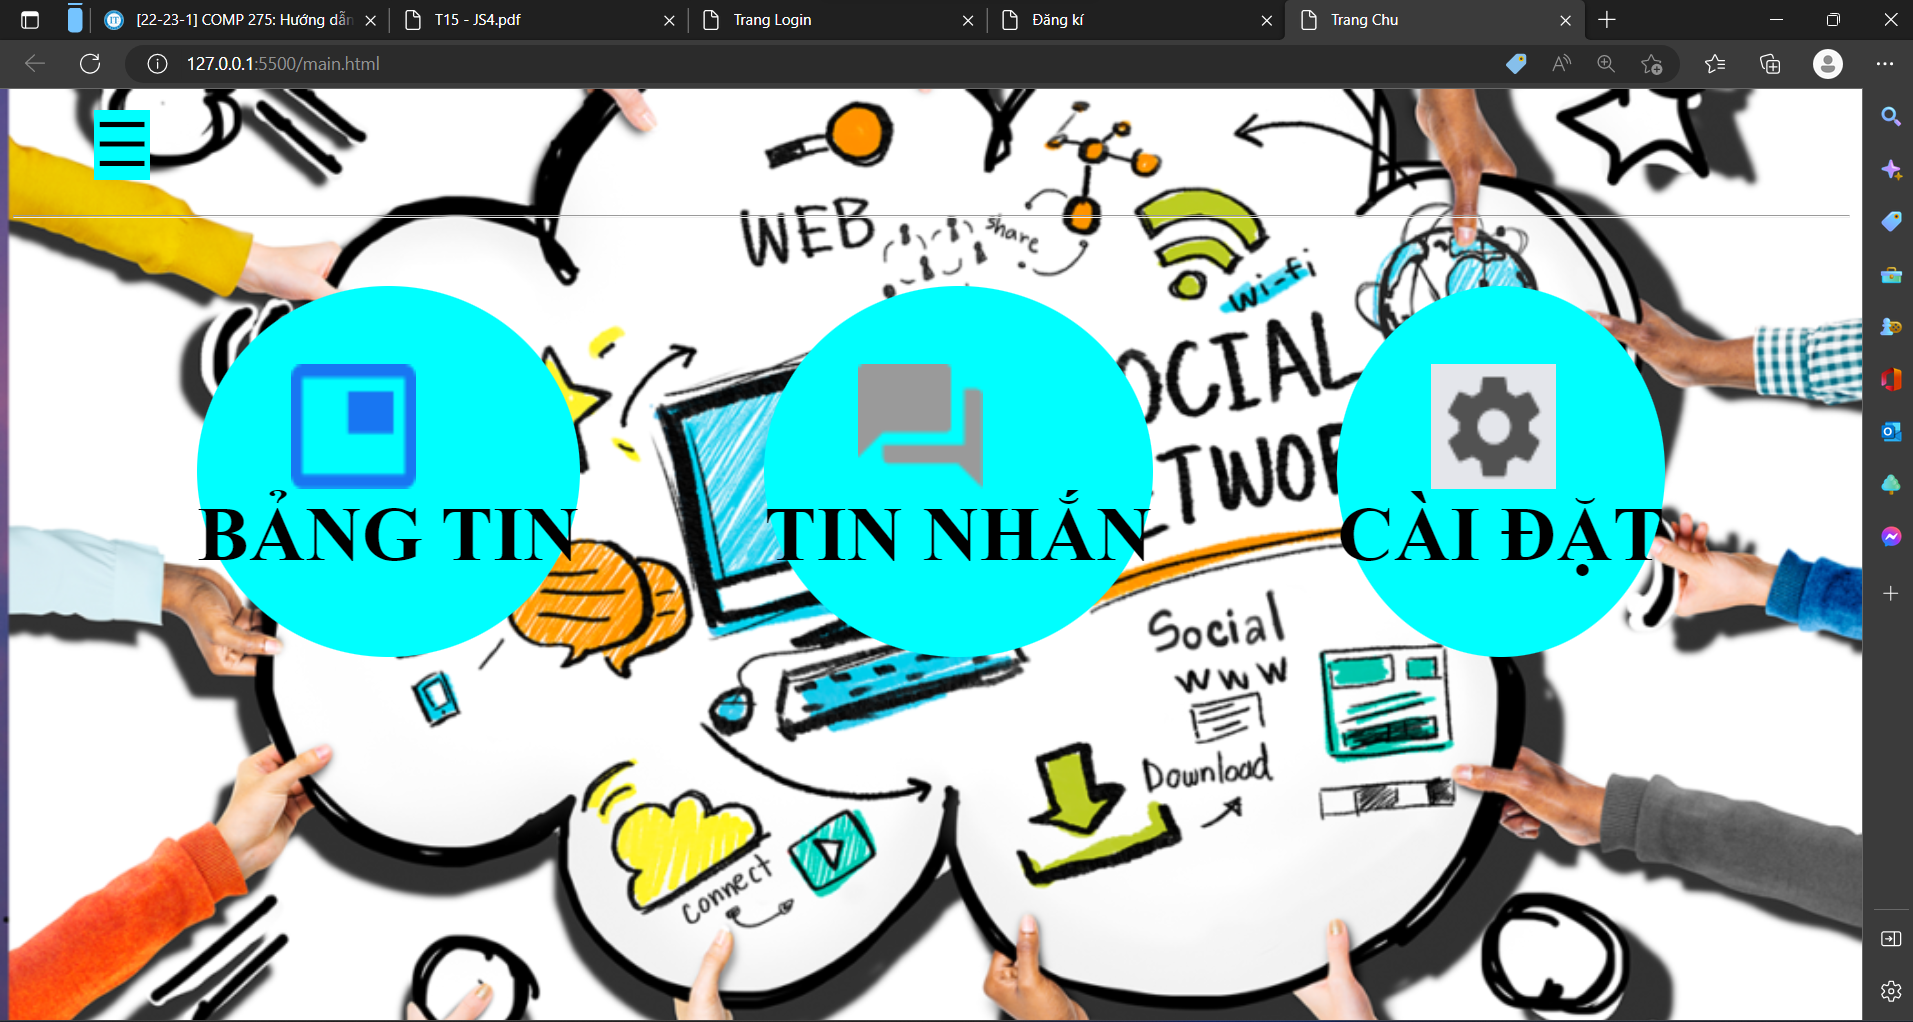 [22-23-1] COMP 275: Hướng dẫn
T15 - JS4.pdf
Trang Login
Đăng kí
Trang Chu
127.0.0.1:5500/main.html
WEB
share
wi-fi
OCIAL
ETWOR
BẢNG TIN
TIN NHẮN
CÀI ĐẶT
Social
www
Download
connect